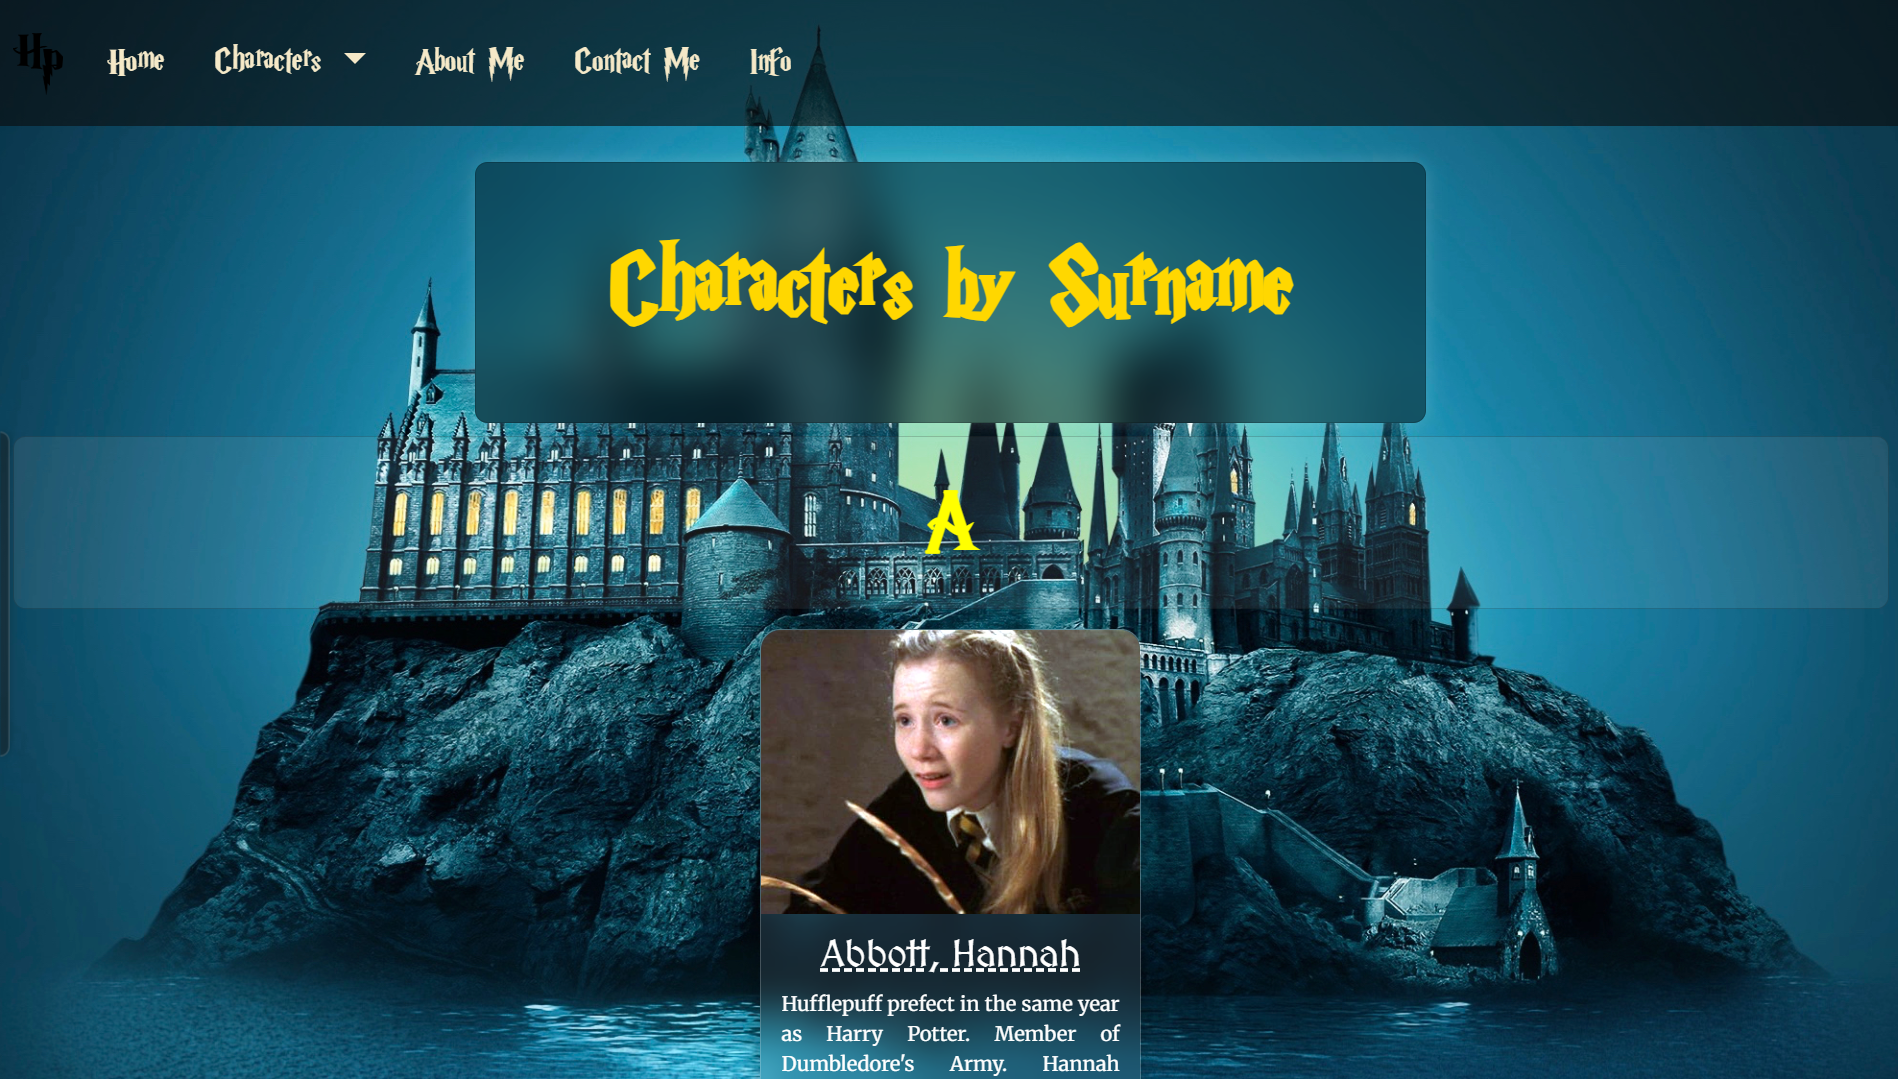 Hp Home Characters About Me Contact Me Info
Characters by Surname
A
Abbott, Hannah
Hufflepuff prefect in the same year
as Harry Potter. Member of
Dumbledore's Army. Hannah